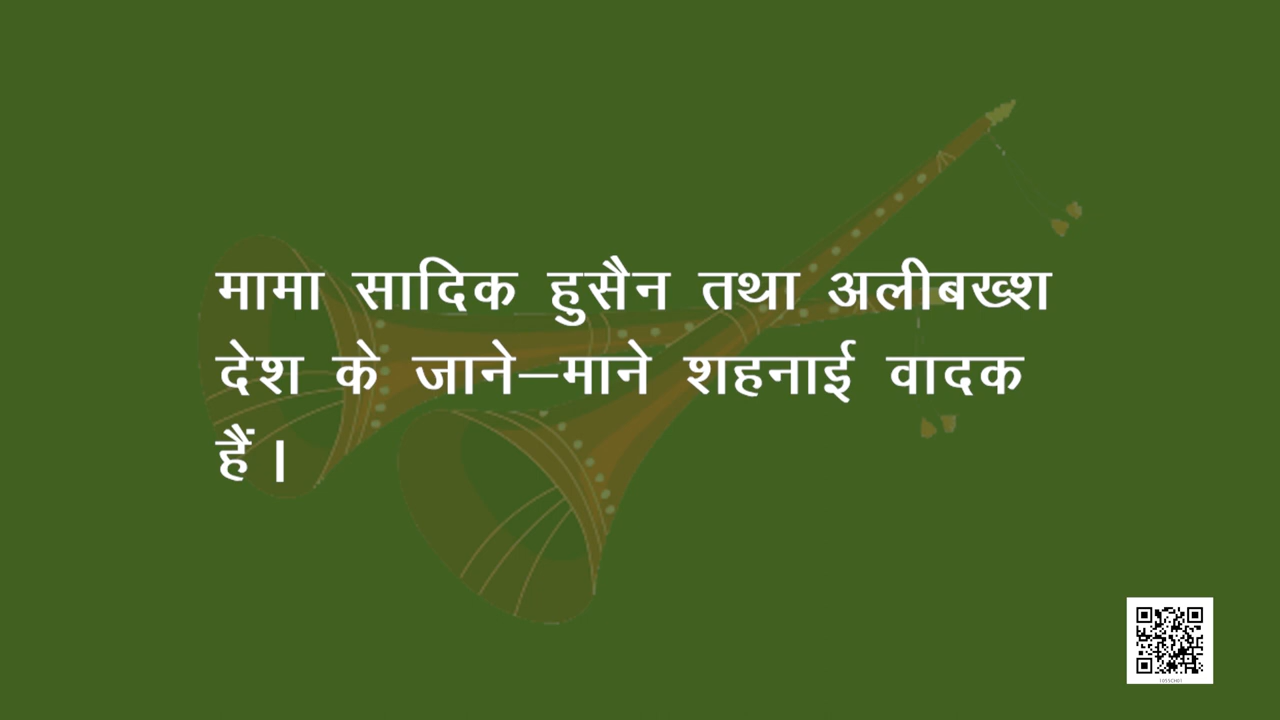 मामा सादिक हुसैन तथा अलीबख्श
देश के जाने–माने शहनाई वादक
हैं।